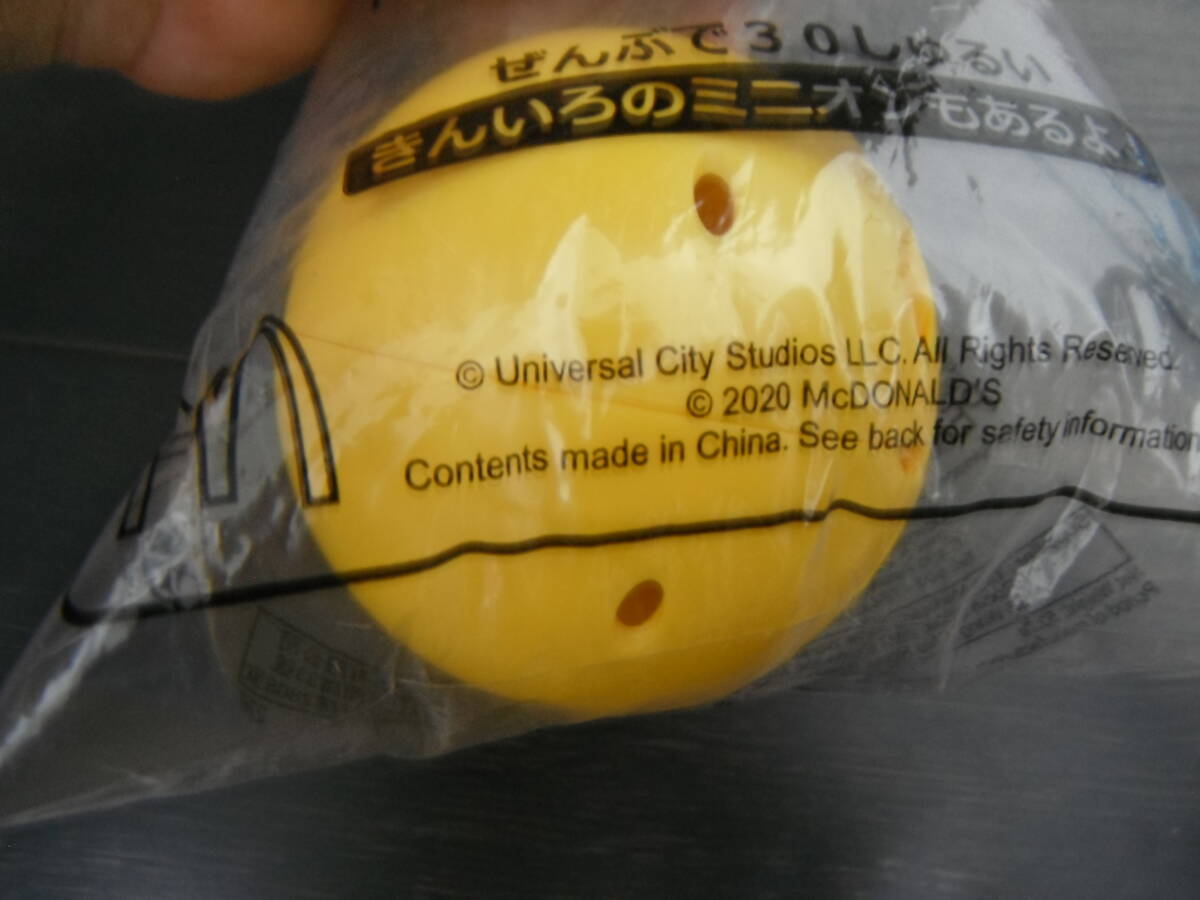 ぜんぶで30しゅるい
きんいろのミニオンもあるよ!
© Universal City Studios LLC. All Rights Reserved.
© 2020 McDONALD'S
Contents made in China. See back for safety information